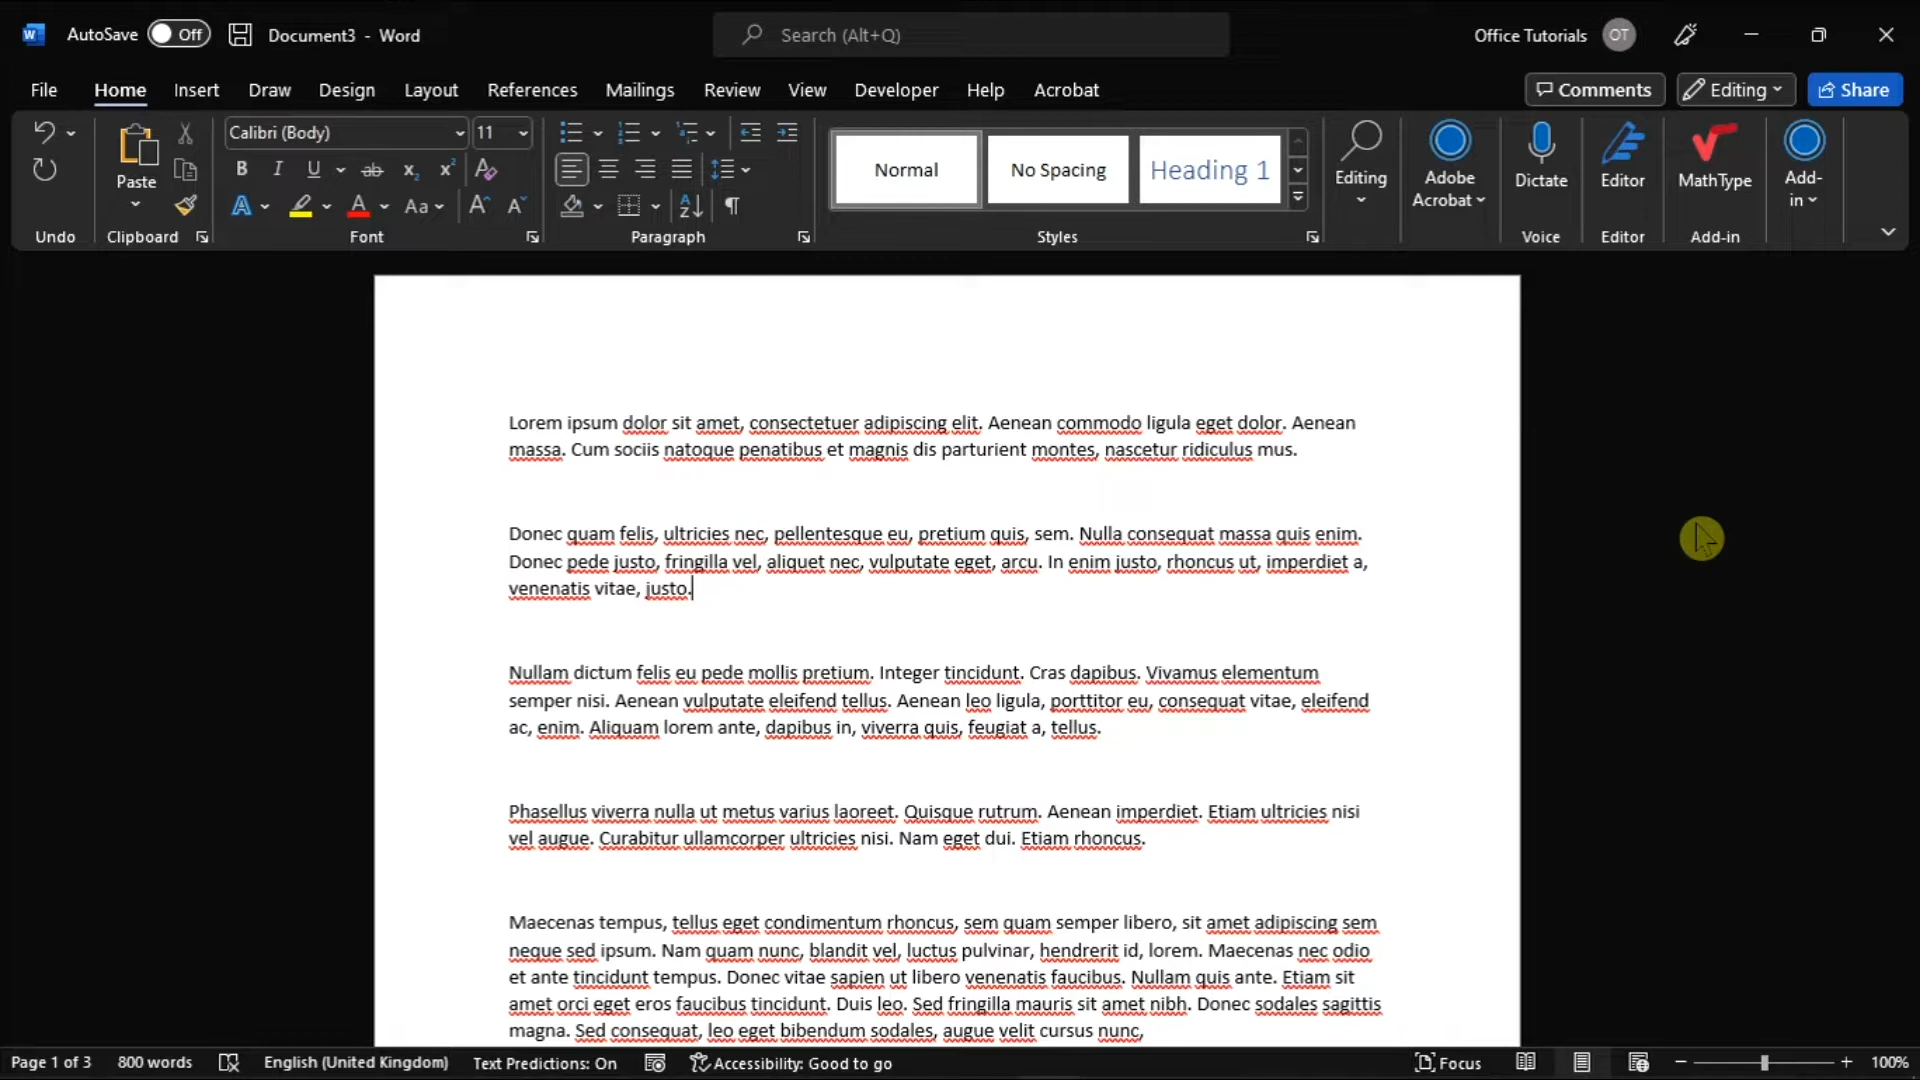 AutoSave Off Document3 - Word Search (Alt+Q) Office Tutorials OT
File Home Insert Draw Design Layout References Mailings Review View Developer Help Acrobat Comments Editing Share
Calibri (Body) 11
Paste
Normal No Spacing Heading 1
Editing Adobe Acrobat Dictate Editor MathType Add-in
Undo Clipboard Font Paragraph Styles Voice Editor Add-in
Lorem ipsum dolor sit amet, consectetuer adipiscing elit. Aenean commodo ligula eget dolor. Aenean
massa. Cum sociis natoque penatibus et magnis dis parturient montes, nascetur ridiculus mus.
Donec quam felis, ultricies nec, pellentesque eu, pretium quis, sem. Nulla consequat massa quis enim.
Donec pede justo, fringilla vel, aliquet nec, vulputate eget, arcu. In enim justo, rhoncus ut, imperdiet a,
venenatis vitae, justo.
Nullam dictum felis eu pede mollis pretium. Integer tincidunt. Cras dapibus. Vivamus elementum
semper nisi. Aenean vulputate eleifend tellus. Aenean leo ligula, porttitor eu, consequat vitae, eleifend
ac, enim. Aliquam lorem ante, dapibus in, viverra quis, feugiat a, tellus.
Phasellus viverra nulla ut metus varius laoreet. Quisque rutrum. Aenean imperdiet. Etiam ultricies nisi
vel augue. Curabitur ullamcorper ultricies nisi. Nam eget dui. Etiam rhoncus.
Maecenas tempus, tellus eget condimentum rhoncus, sem quam semper libero, sit amet adipiscing sem
neque sed ipsum. Nam quam nunc, blandit vel, luctus pulvinar, hendrerit id, lorem. Maecenas nec odio
et ante tincidunt tempus. Donec vitae sapien ut libero venenatis faucibus. Nullam quis ante. Etiam sit
amet orci eget eros faucibus tincidunt. Duis leo. Sed fringilla mauris sit amet nibh. Donec sodales sagittis
magna. Sed consequat, leo eget bibendum sodales, augue velit cursus nunc,
Page 1 of 3 800 words English (United Kingdom) Text Predictions: On Accessibility: Good to go Focus 100%